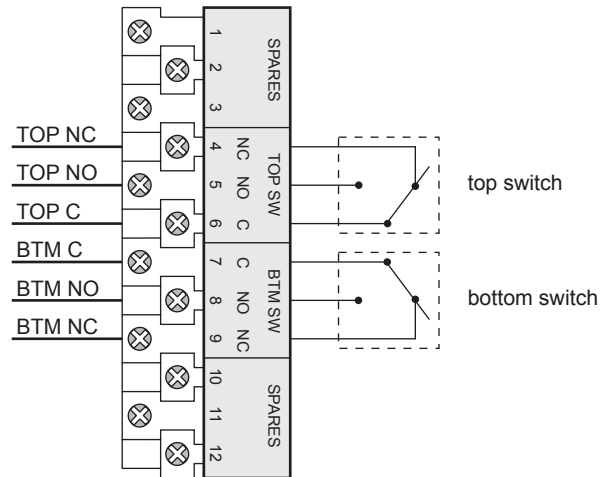 1
SPARES
2
3
TOP NC
4
NC
TOP SW
TOP NO
5
NO
top switch
TOP C
6
C
BTM C
7
C
BTM SW
BTM NO
8
NO
bottom switch
BTM NC
9
NC
10
SPARES
11
12